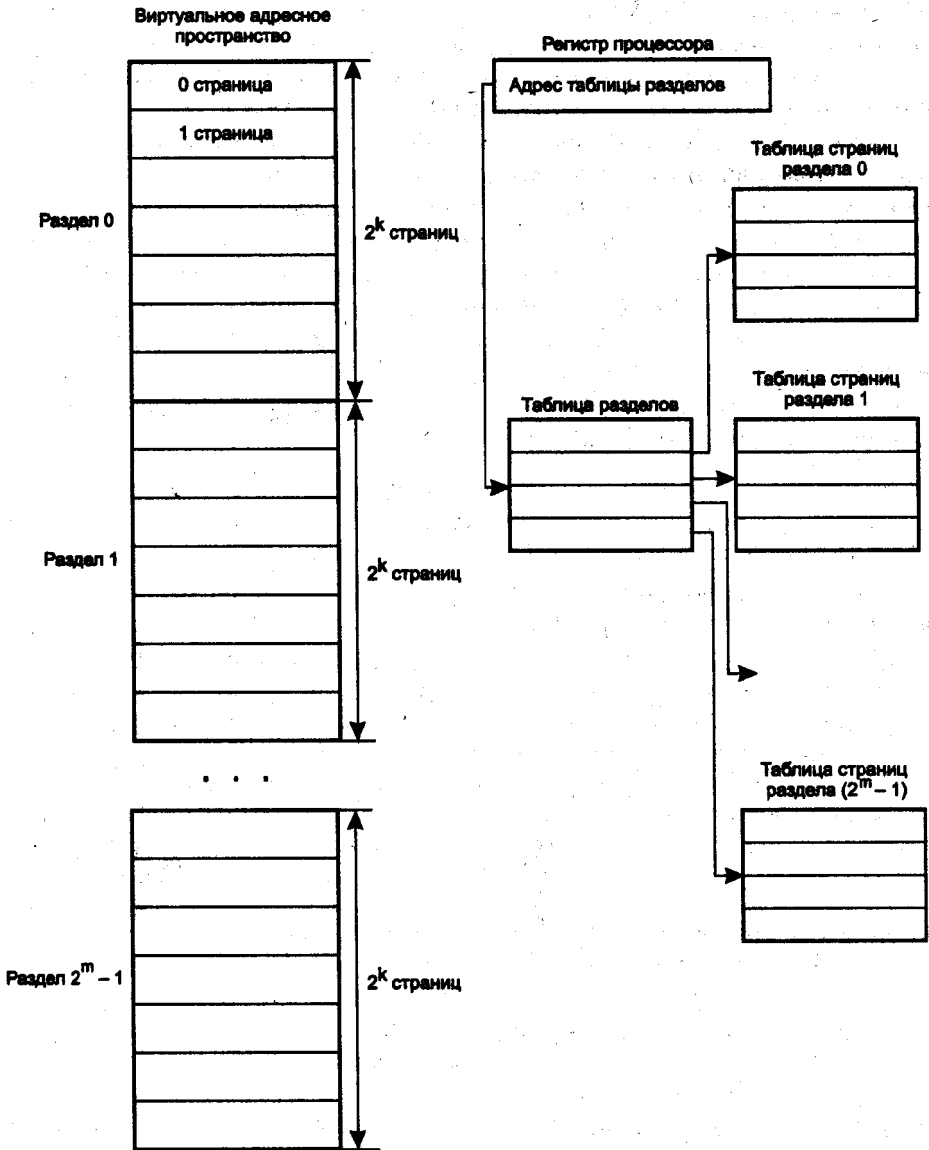 Виртуальное адресное
пространство
0 страница
1 страница
Раздел 0
2^k страниц
Раздел 1
2^k страниц
. . .
Раздел 2^m – 1
2^k страниц
Регистр процессора
Адрес таблицы разделов
Таблица страниц
раздела 0
Таблица разделов
Таблица страниц
раздела 1
Таблица страниц
раздела (2^m – 1)